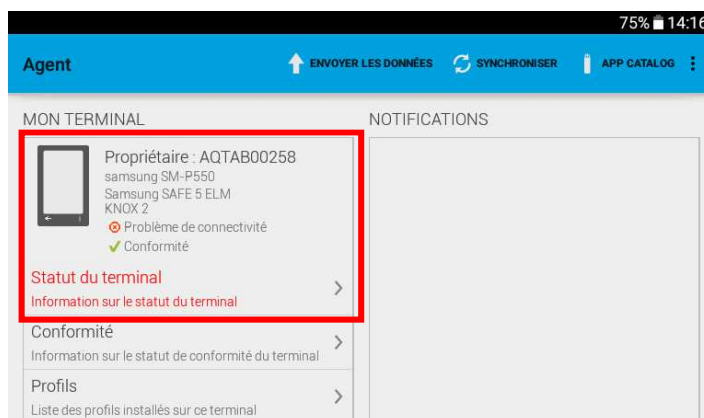 75% 14:16
Agent
ENVOYER LES DONNÉES
SYNCHRONISER
APP CATALOG
MON TERMINAL
NOTIFICATIONS
Propriétaire : AQTAB00258
samsung SM-P550
Samsung SAFE 5 ELM
KNOX 2
Problème de connectivité
Conformité
Statut du terminal
Information sur le statut du terminal
Conformité
Information sur le statut de conformité du terminal
Profils
Liste des profils installés sur ce terminal